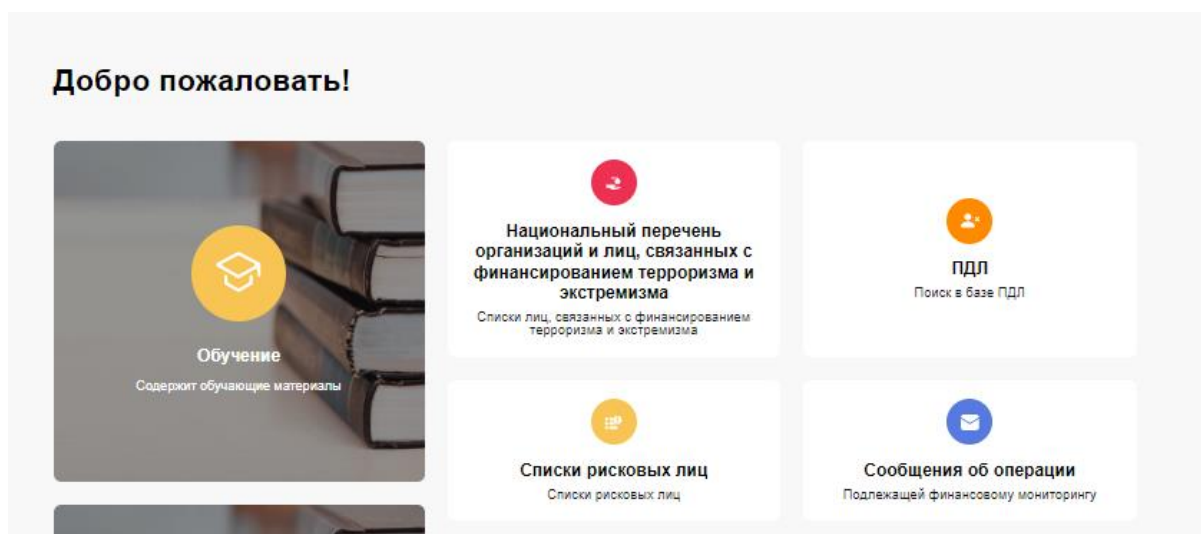 Добро пожаловать!
Обучение
Содержит обучающие материалы
Национальный перечень
организаций и лиц, связанных с
финансированием терроризма и
экстремизма
Списки лиц, связанных с финансированием
терроризма и экстремизма
ПДЛ
Поиск в базе ПДЛ
Списки рисковых лиц
Списки рисковых лиц
Сообщения об операции
Подлежащей финансовому мониторингу